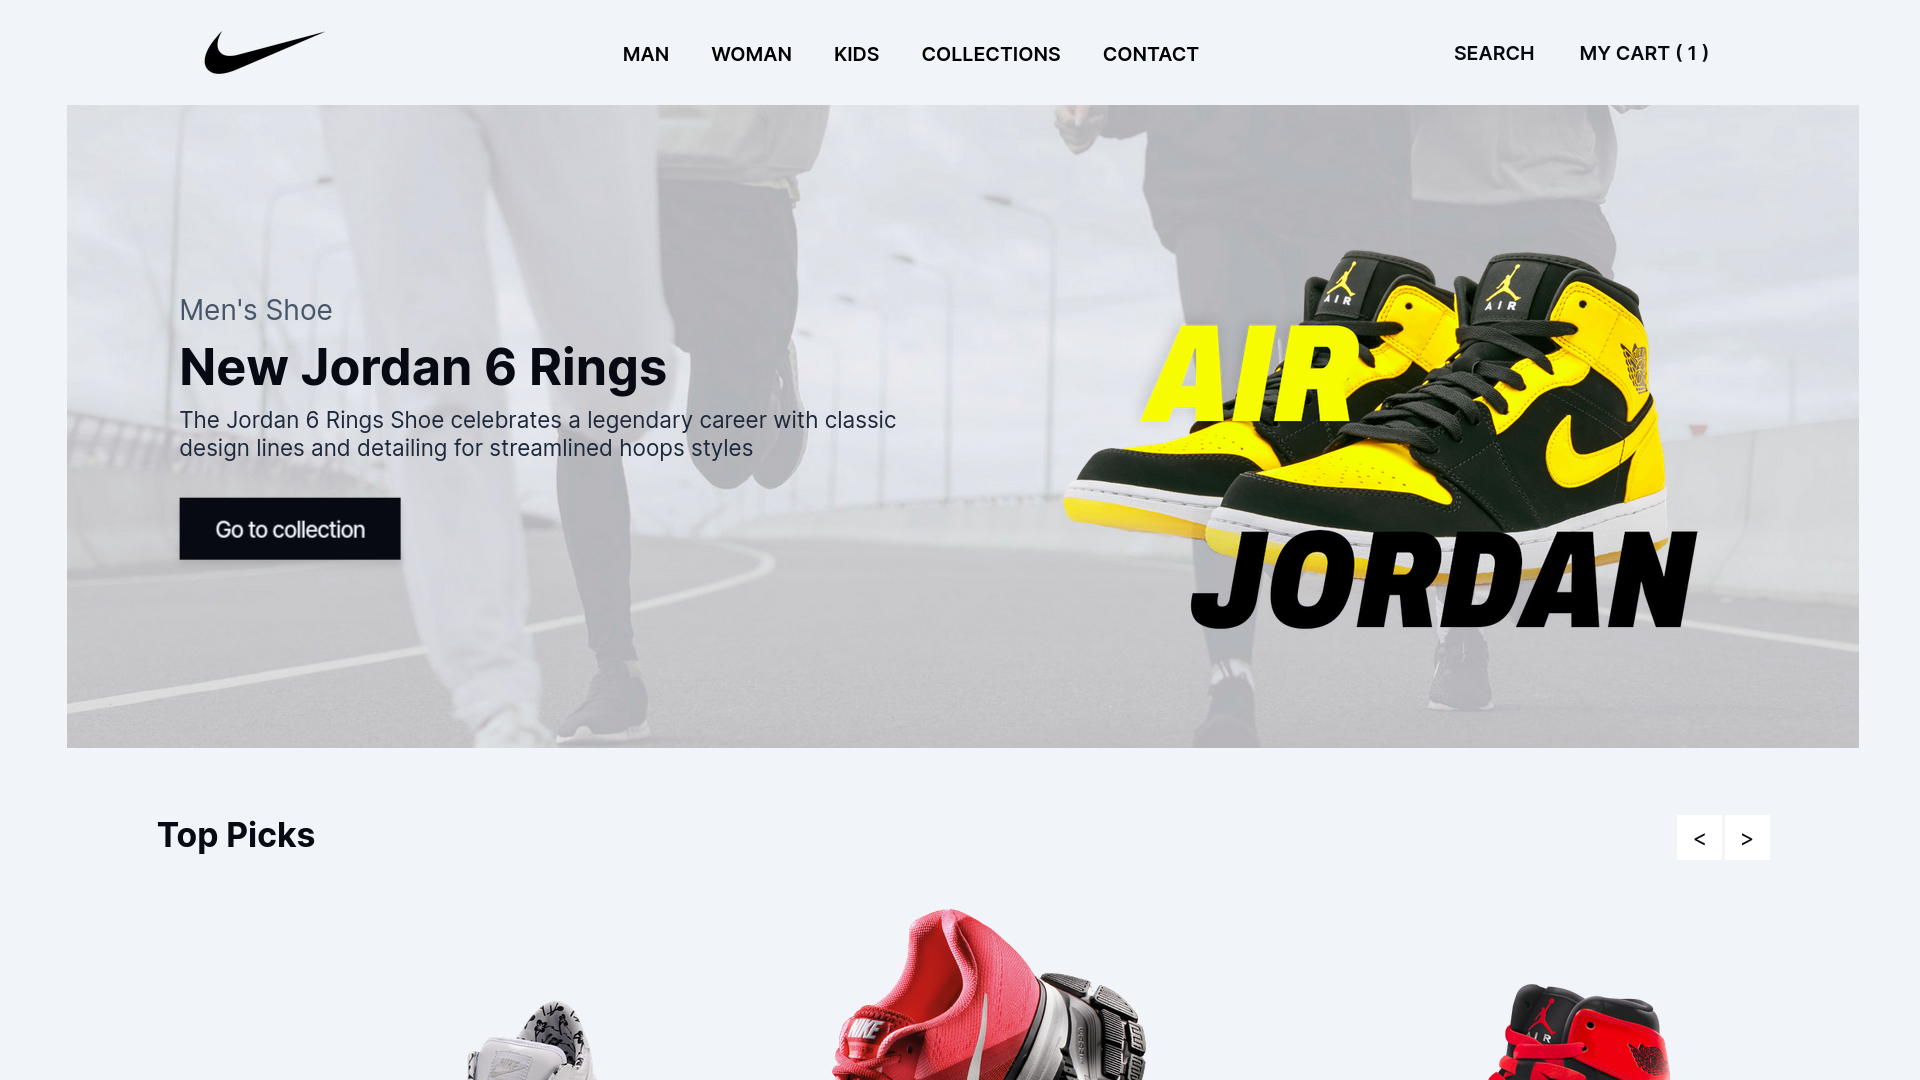 MAN WOMAN KIDS COLLECTIONS CONTACT SEARCH MY CART ( 1 )
Men's Shoe
New Jordan 6 Rings
The Jordan 6 Rings Shoe celebrates a legendary career with classic
design lines and detailing for streamlined hoops styles
Go to collection
AIR
AIR
AIR
JORDAN
Top Picks
< >
NIKE
AIR